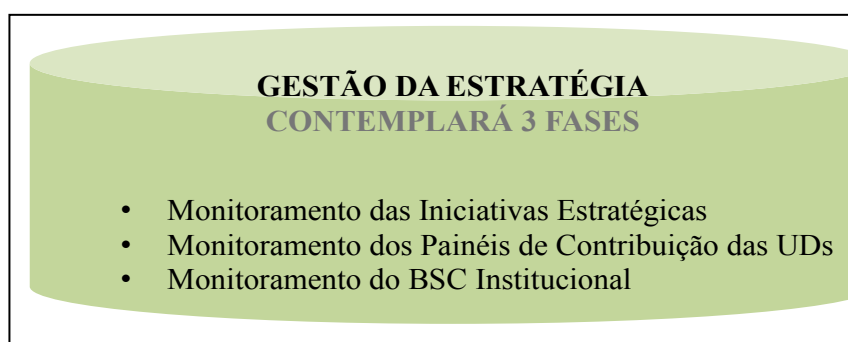 GESTÃO DA ESTRATÉGIA
CONTEMPLARÁ 3 FASES
• Monitoramento das Iniciativas Estratégicas
• Monitoramento dos Painéis de Contribuição das UDs
• Monitoramento do BSC Institucional